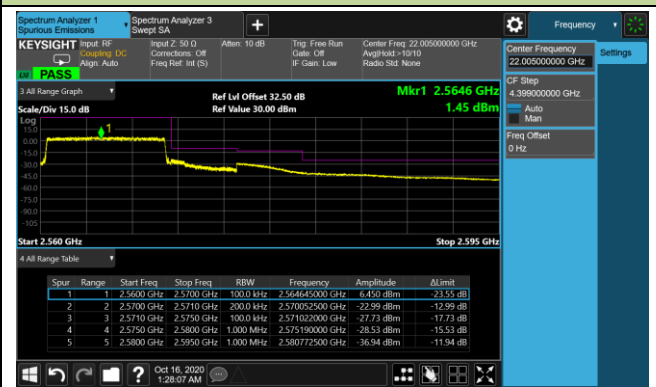 Spectrum Analyzer 1
Spurious Emissions
Spectrum Analyzer 3
Swept SA
Frequency
KEYSIGHT
Input: RF
Coupling: DC
Align: Auto
Input Z: 50 Ω
Corrections: Off
Freq Ref: Int (S)
Atten: 10 dB
Trig: Free Run
Gate: Off
IF Gain: Low
Center Freq: 22.005000000 GHz
Avg|Hold:>10/10
Radio Std: None
PASS
Center Frequency
22.005000000 GHz
Settings
CF Step
4.399000000 GHz
Auto
Man
Freq Offset
0 Hz
3 All Range Graph
Ref Lvl Offset 32.50 dB
Mkr1 2.5646 GHz
Scale/Div 15.0 dB
Ref Value 30.00 dBm
1.45 dBm
Log
15.0
0.00
-15.0
-30.0
-45.0
-60.0
-75.0
-90.0
-105
1
Start 2.560 GHz
Stop 2.595 GHz
4 All Range Table
Spur Range Start Freq Stop Freq RBW Frequency Amplitude ΔLimit
1 1 2.5600 GHz 2.5700 GHz 100.0 kHz 2.564645000 GHz 6.450 dBm -23.55 dB
2 2 2.5700 GHz 2.5710 GHz 200.0 kHz 2.570052500 GHz -22.99 dBm -12.99 dB
3 3 2.5710 GHz 2.5750 GHz 100.0 kHz 2.571022000 GHz -27.73 dBm -17.73 dB
4 4 2.5750 GHz 2.5800 GHz 1.000 MHz 2.575190000 GHz -28.53 dBm -15.53 dB
5 5 2.5800 GHz 2.5950 GHz 1.000 MHz 2.580772500 GHz -36.94 dBm -11.94 dB
Oct 16, 2020
1:28:07 AM